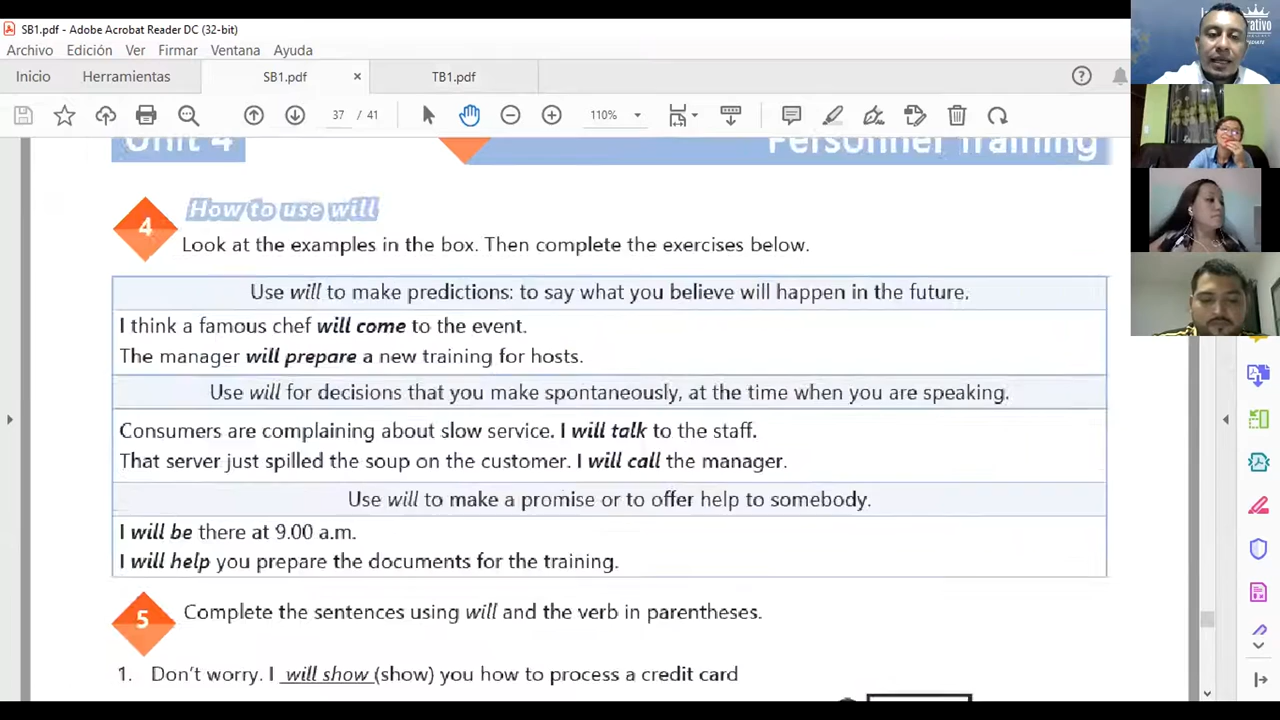 SB1.pdf - Adobe Acrobat Reader DC (32-bit)
Archivo Edición Ver Firmar Ventana Ayuda
Inicio Herramientas SB1.pdf × TB1.pdf
37 / 41 110%
Unit 4 Personnel Training
4 How to use will
Look at the examples in the box. Then complete the exercises below.
Use will to make predictions: to say what you believe will happen in the future.
I think a famous chef will come to the event.
The manager will prepare a new training for hosts.
Use will for decisions that you make spontaneously, at the time when you are speaking.
Consumers are complaining about slow service. I will talk to the staff.
That server just spilled the soup on the customer. I will call the manager.
Use will to make a promise or to offer help to somebody.
I will be there at 9.00 a.m.
I will help you prepare the documents for the training.
5 Complete the sentences using will and the verb in parentheses.
1. Don't worry. I will show (show) you how to process a credit card